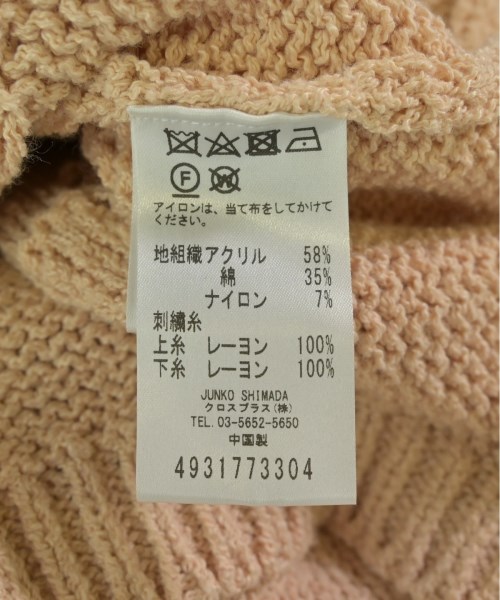 F W
アイロンは、当て布をしてかけて
ください。
地組織アクリル 58%
綿 35%
ナイロン 7%
刺繍糸
上糸 レーヨン 100%
下糸 レーヨン 100%
JUNKO SHIMADA
クロスプラス(株)
TEL.03-5652-5650
中国製
4931773304